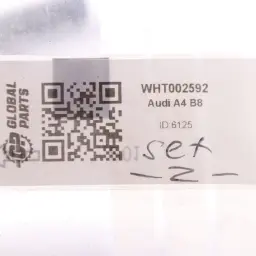 GLOBAL
PARTS
WHT002592
Audi A4 B8
ID:6125
set
-2-